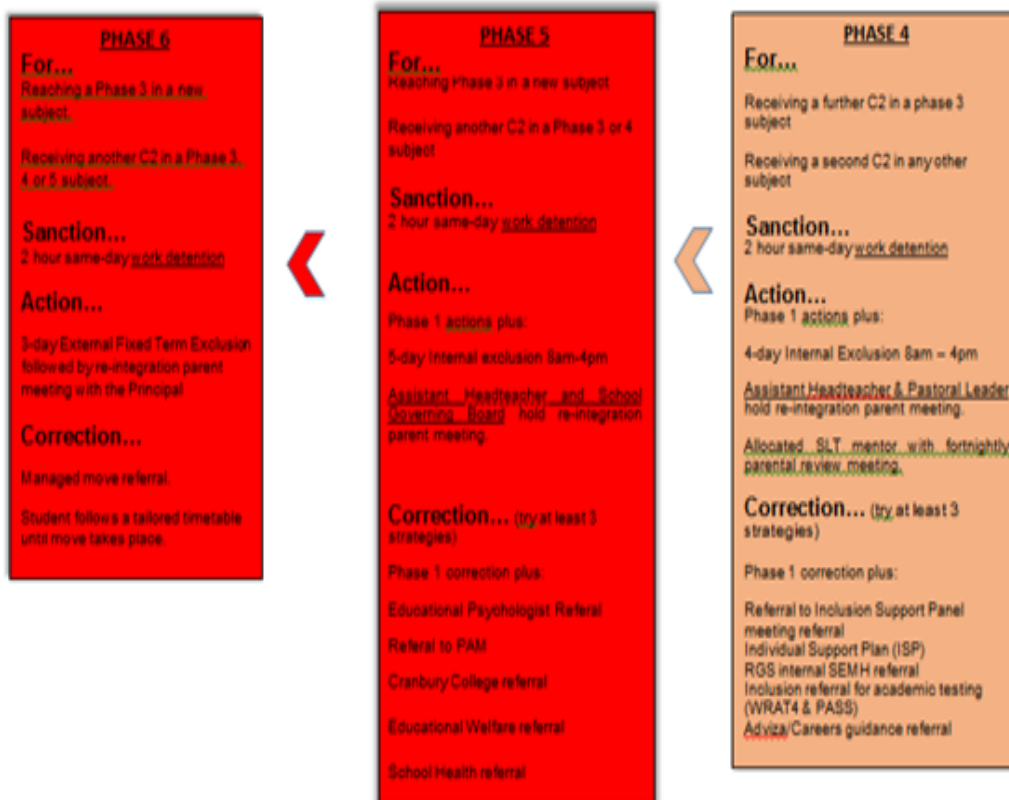 PHASE 6
For...
Reaching a Phase 3 in a new
subject.
Receiving another C2 in a Phase 3,
4 or 5 subject.
Sanction...
2 hour same-day work detention
Action...
3-day External Fixed Term Exclusion
followed by re-integration parent
meeting with the Principal
Correction...
Managed move referral.
Student follows a tailored timetable
until move takes place.
PHASE 5
For...
Reaching Phase 3 in a new subject
Receiving another C2 in a Phase 3 or 4
subject
Sanction...
2 hour same-day work detention
Action...
Phase 1 actions plus:
5-day Internal exclusion 8am-4pm
Assistant Headteacher and School
Governing Board hold re-integration
parent meeting.
Correction... (try at least 3
strategies)
Phase 1 correction plus:
Educational Psychologist Referal
Referal to PAM
Cranbury College referral
Educational Welfare referral
School Health referral
PHASE 4
For...
Receiving a further C2 in a phase 3
subject
Receiving a second C2 in any other
subject
Sanction...
2 hour same-day work detention
Action...
Phase 1 actions plus:
4-day Internal Exclusion 8am – 4pm
Assistant Headteacher & Pastoral Leader
hold re-integration parent meeting.
Allocated SLT mentor with fortnightly
parental review meeting.
Correction... (try at least 3
strategies)
Phase 1 correction plus:
Referral to Inclusion Support Panel
meeting referral
Individual Support Plan (ISP)
RGS internal SEMH referral
Inclusion referral for academic testing
(WRAT4 & PASS)
Adviza/Careers guidance referral